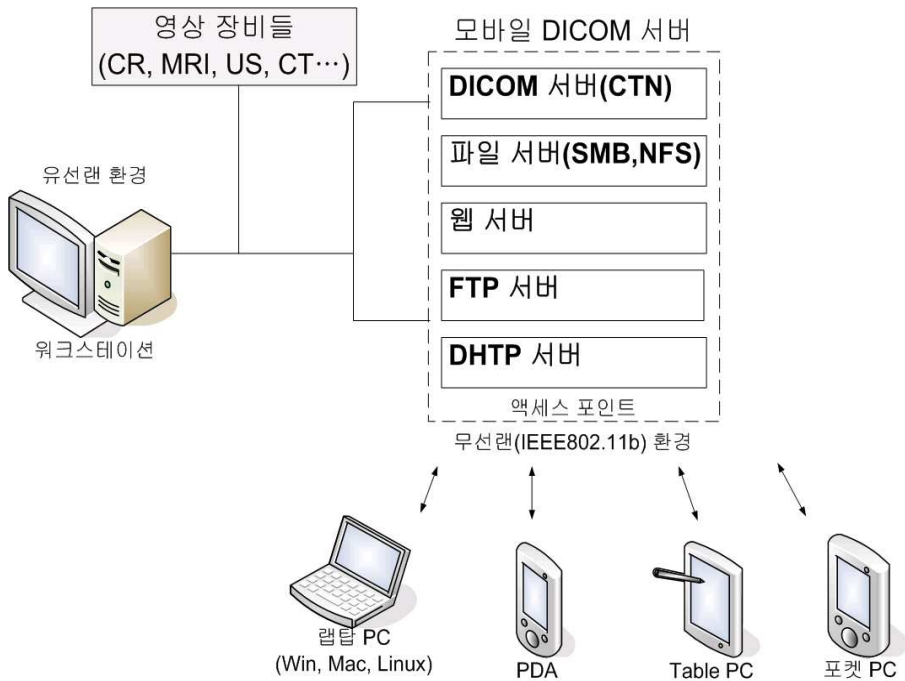 영상 장비들
(CR, MRI, US, CT…)
모바일 DICOM 서버
DICOM 서버(CTN)
파일 서버(SMB,NFS)
웹 서버
FTP 서버
DHTP 서버
액세스 포인트
유선랜 환경
워크스테이션
무선랜(IEEE802.11b) 환경
랩탑 PC
(Win, Mac, Linux)
PDA
Table PC
포켓 PC